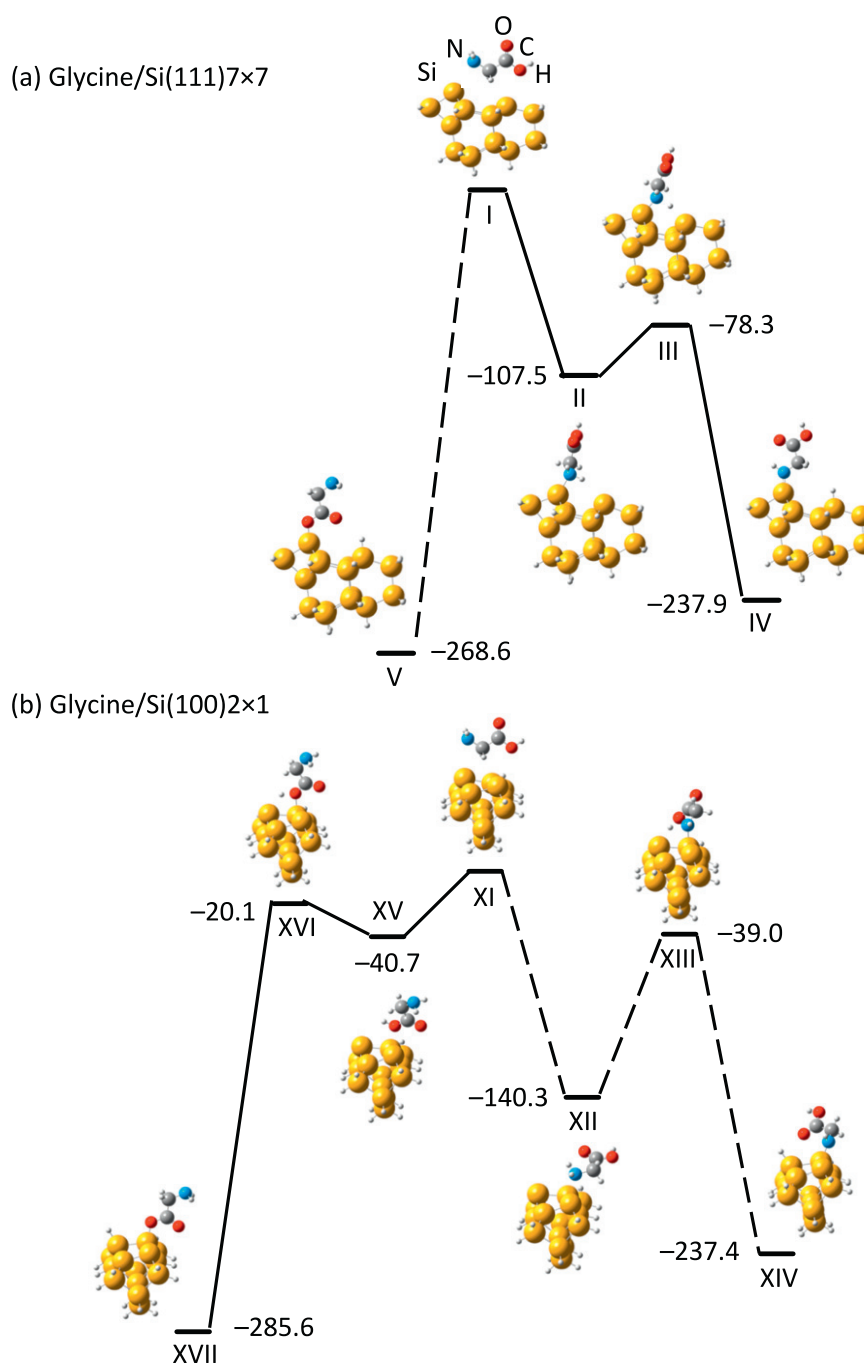 (a) Glycine/Si(111)7×7
O
N
C
Si
H
I
–78.3
III
–107.5
II
–237.9
IV
–268.6
V
(b) Glycine/Si(100)2×1
–20.1
XVI
XV
–40.7
XI
–39.0
XIII
–140.3
XII
–237.4
XIV
–285.6
XVII